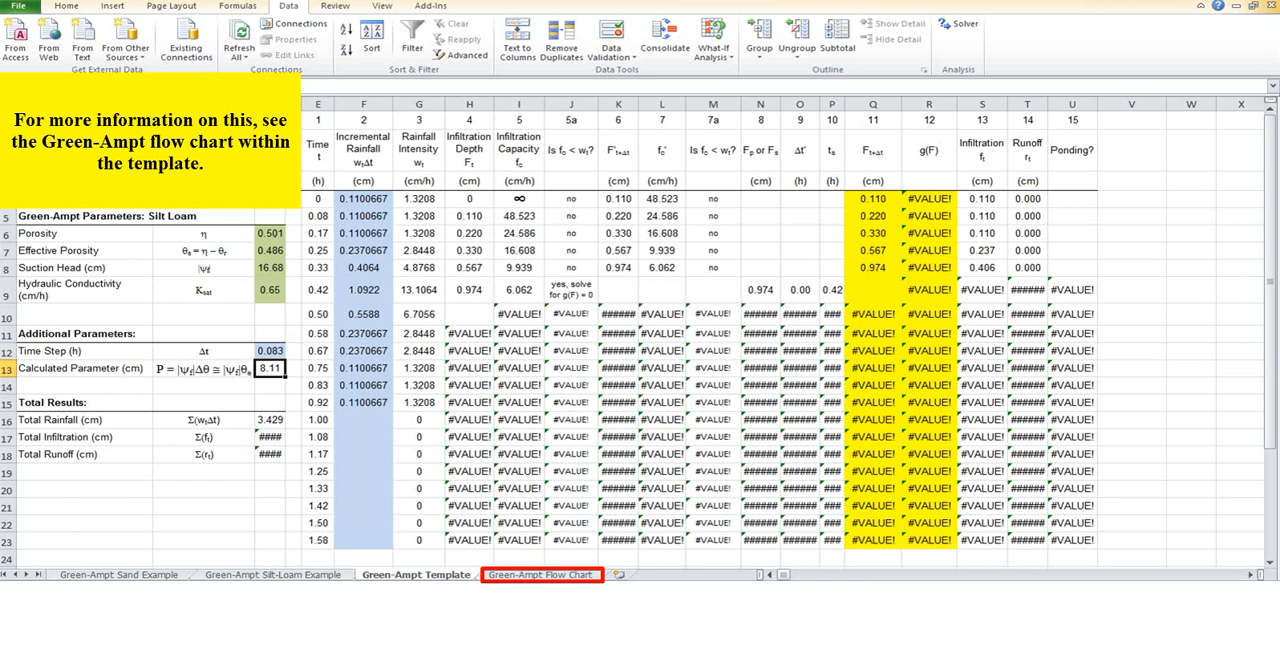 File Home Insert Page Layout Formulas Data Review View Add-Ins
From Access From Web From Text From Other Sources Existing Connections Refresh All Connections Properties Edit Links Sort Filter Clear Reapply Advanced Text to Columns Remove Duplicates Data Validation Consolidate What-If Analysis Group Ungroup Subtotal Show Detail Hide Detail Solver
Get External Data Connections Sort & Filter Data Tools Outline Analysis
For more information on this, see
the Green-Ampt flow chart within
the template.
E F G H I J K L M N O P Q R S T U V W X
1 2 3 4 5 5a 6 7 7a 8 9 10 11 12 13 14 15
Time t Incremental Rainfall wₜΔt Rainfall Intensity wₜ Infiltration Depth Fₜ Infiltration Capacity f꜀ Is f꜀ < wₜ? F'ₜ₊Δₜ f꜀' Is f꜀ < wₜ? Fₚ or Fₛ Δt' tₛ Fₜ₊Δₜ g(F) Infiltration fₜ Runoff rₜ Ponding?
(h) (cm) (cm/h) (cm) (cm/h) (cm) (cm/h) (cm) (h) (h) (cm) (cm) (cm)
0 0.1100667 1.3208 0 ∞ no 0.110 48.523 no 0.110 #VALUE! 0.110 0.000
5 Green-Ampt Parameters: Silt Loam 0.08 0.1100667 1.3208 0.110 48.523 no 0.220 24.586 no 0.220 #VALUE! 0.110 0.000
6 Porosity η 0.501 0.17 0.1100667 1.3208 0.220 24.586 no 0.330 16.608 no 0.330 #VALUE! 0.110 0.000
7 Effective Porosity θₑ = η − θᵣ 0.486 0.25 0.2370667 2.8448 0.330 16.608 no 0.567 9.939 no 0.567 #VALUE! 0.237 0.000
8 Suction Head (cm) |ψf| 16.68 0.33 0.4064 4.8768 0.567 9.939 no 0.974 6.062 no 0.974 #VALUE! 0.406 0.000
9 Hydraulic Conductivity (cm/h) Ksat 0.65 0.42 1.0922 13.1064 0.974 6.062 yes, solve for g(F) = 0 0.974 0.00 0.42 #VALUE! #VALUE! ###### #VALUE!
10 0.50 0.5588 6.7056 #VALUE! #VALUE! ###### #VALUE! #VALUE! ###### ###### ### #VALUE! #VALUE! #VALUE! ###### #VALUE!
11 Additional Parameters: 0.58 0.2370667 2.8448 #VALUE! #VALUE! #VALUE! ###### #VALUE! #VALUE! ###### ###### ### #VALUE! #VALUE! #VALUE! ###### #VALUE!
12 Time Step (h) Δt 0.083 0.67 0.2370667 2.8448 #VALUE! #VALUE! #VALUE! ###### #VALUE! #VALUE! ###### ###### ### #VALUE! #VALUE! #VALUE! ###### #VALUE!
13 Calculated Parameter (cm) P = |ψf|Δθ ≅ |ψf|θₑ 8.11 0.75 0.1100667 1.3208 #VALUE! #VALUE! #VALUE! ###### #VALUE! #VALUE! ###### ###### ### #VALUE! #VALUE! #VALUE! ###### #VALUE!
14 0.83 0.1100667 1.3208 #VALUE! #VALUE! #VALUE! ###### #VALUE! #VALUE! ###### ###### ### #VALUE! #VALUE! #VALUE! ###### #VALUE!
15 Total Results: 0.92 0.1100667 1.3208 #VALUE! #VALUE! #VALUE! ###### #VALUE! #VALUE! ###### ###### ### #VALUE! #VALUE! #VALUE! ###### #VALUE!
16 Total Rainfall (cm) Σ(wₜΔt) 3.429 1.00 0 #VALUE! #VALUE! #VALUE! ###### #VALUE! #VALUE! ###### ###### ### #VALUE! #VALUE! #VALUE! ###### #VALUE!
17 Total Infiltration (cm) Σ(fₜ) #### 1.08 0 #VALUE! #VALUE! #VALUE! ###### #VALUE! #VALUE! ###### ###### ### #VALUE! #VALUE! #VALUE! ###### #VALUE!
18 Total Runoff (cm) Σ(rₜ) #### 1.17 0 #VALUE! #VALUE! #VALUE! ###### #VALUE! #VALUE! ###### ###### ### #VALUE! #VALUE! #VALUE! ###### #VALUE!
19 1.25 0 #VALUE! #VALUE! #VALUE! ###### #VALUE! #VALUE! ###### ###### ### #VALUE! #VALUE! #VALUE! ###### #VALUE!
20 1.33 0 #VALUE! #VALUE! #VALUE! ###### #VALUE! #VALUE! ###### ###### ### #VALUE! #VALUE! #VALUE! ###### #VALUE!
21 1.42 0 #VALUE! #VALUE! #VALUE! ###### #VALUE! #VALUE! ###### ###### ### #VALUE! #VALUE! #VALUE! ###### #VALUE!
22 1.50 0 #VALUE! #VALUE! #VALUE! ###### #VALUE! #VALUE! ###### ###### ### #VALUE! #VALUE! #VALUE! ###### #VALUE!
23 1.58 0 #VALUE! #VALUE! #VALUE! ###### #VALUE! #VALUE! ###### ###### ### #VALUE! #VALUE! #VALUE! ###### #VALUE!
24
Green-Ampt Sand Example Green-Ampt Silt-Loam Example Green-Ampt Template Green-Ampt Flow Chart